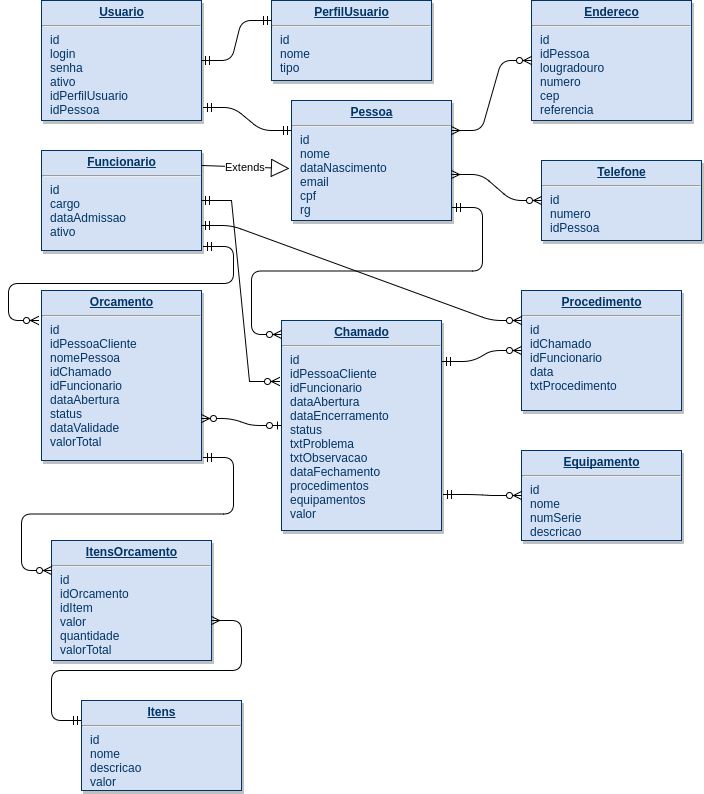 Usuario
id
login
senha
ativo
idPerfilUsuario
idPessoa
PerfilUsuario
id
nome
tipo
Endereco
id
idPessoa
lougradouro
numero
cep
referencia
Pessoa
id
nome
dataNascimento
email
cpf
rg
Funcionario
id
cargo
dataAdmissao
ativo
Extends
Telefone
id
numero
idPessoa
Orcamento
id
idPessoaCliente
nomePessoa
idChamado
idFuncionario
dataAbertura
status
dataValidade
valorTotal
Chamado
id
idPessoaCliente
idFuncionario
dataAbertura
dataEncerramento
status
txtProblema
txtObservacao
dataFechamento
procedimentos
equipamentos
valor
Procedimento
id
idChamado
idFuncionario
data
txtProcedimento
Equipamento
id
nome
numSerie
descricao
ItensOrcamento
id
idOrcamento
idItem
valor
quantidade
valorTotal
Itens
id
nome
descricao
valor